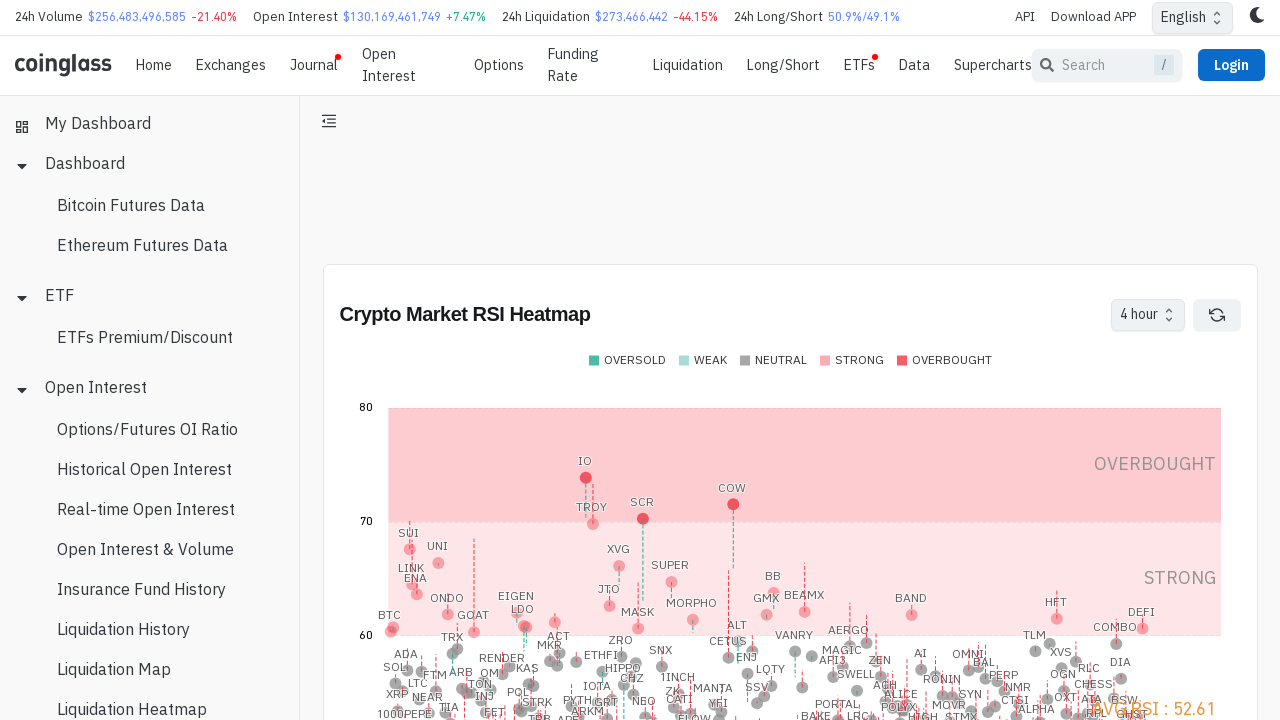 24h Volume $256,483,496,585 -21.40% Open Interest $130,169,461,749 +7.47% 24h Liquidation $273,466,442 -44.15% 24h Long/Short 50.9%/49.1% API Download APP English
coinglass Home Exchanges Journal Open Interest Options Funding Rate Liquidation Long/Short ETFs Data Supercharts Search / Login
My Dashboard
Dashboard
Bitcoin Futures Data
Ethereum Futures Data
ETF
ETFs Premium/Discount
Open Interest
Options/Futures OI Ratio
Historical Open Interest
Real-time Open Interest
Open Interest & Volume
Insurance Fund History
Liquidation History
Liquidation Map
Liquidation Heatmap
Crypto Market RSI Heatmap
4 hour
OVERSOLD WEAK NEUTRAL STRONG OVERBOUGHT
80
OVERBOUGHT
IO
COW
SCR
TROY
70
SUI
UNI
XVG
SUPER
LINK
ENA
BB
STRONG
JTO
EIGEN
ONDO
GMX BEAMX
BAND
HFT
MORPHO
LDO
MASK
BTC
GOAT
DEFI
ALT
COMBO
60
TRX
ACT
ZRO
CETUS
VANRY
AERGO
TLM
MKR
SNX
MAGIC
XVS
ADA
RENDER
ETHFI
ENJ
API3
ZEN
AI
OMNI
BAL
DIA
SOL
KAS
HIPPO
LQTY
RLC
FTM
ARB
OM
CHZ
1INCH
SWELL
RONIN
PERP
OGN
LTC
TON
IOTA
MANTA
SSV
ACH
NMR
CHESS
XRP
NEAR
INJ
POL
PYTH
GRT
NEO
ZK
CATI
ALICE
SYN
CTSI
OXT
ATA
BSW
TIA
STRK
YFI
PORTAL
POLYX
MOVR
ALPHA
AVG RSI : 52.61
1000PEPE
FET
ARKM
FLOW
BAKE
LRC
HIGH
STMX